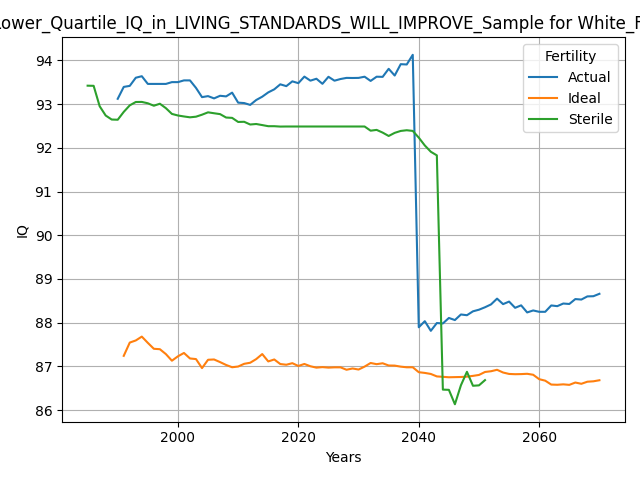 ower_Quartile_IQ_in_LIVING_STANDARDS_WILL_IMPROVE_Sample for White_F
94
93
92
91
90
89
88
87
86
IQ
Fertility
Actual
Ideal
Sterile
2000
2020
2040
2060
Years